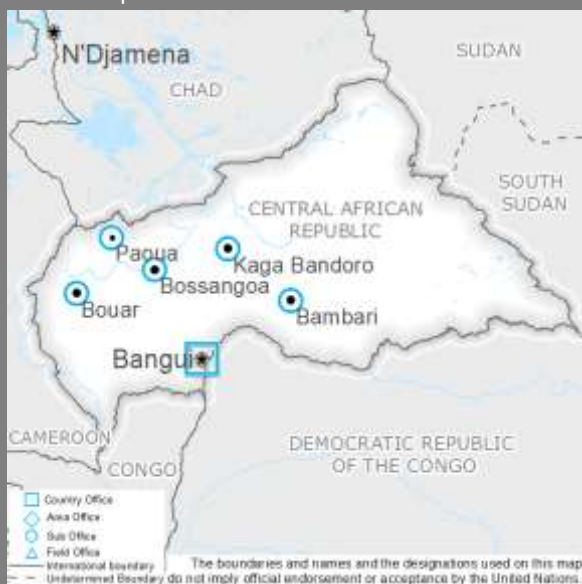 N'Djamena
SUDAN
CHAD
SOUTH
SUDAN
CENTRAL AFRICAN
REPUBLIC
Paoua
Kaga Bandoro
Bossangoa
Bouar
Bambari
Bangui
CAMEROON
CONGO
DEMOCRATIC REPUBLIC
OF THE CONGO
Country Office
Area Office
Sub Office
Field Office
International boundary
Undetermined Boundary
The boundaries and names and the designations used on this map
do not imply official endorsement or acceptance by the United Nations